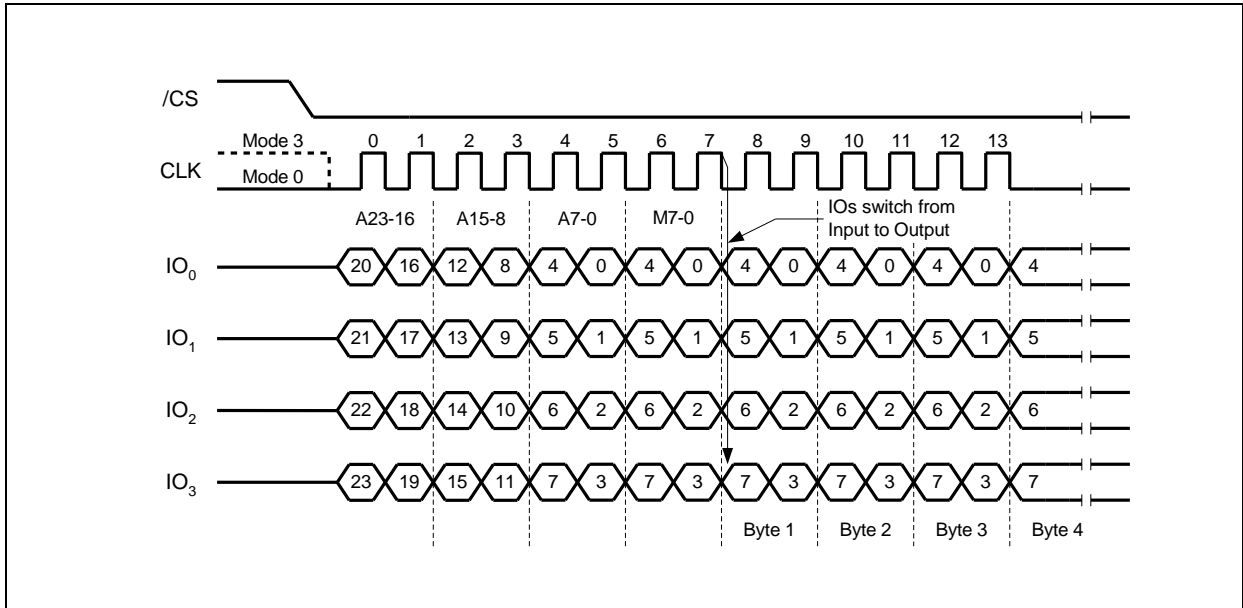 /CS
Mode 3 0 1 2 3 4 5 6 7 8 9 10 11 12 13
CLK
Mode 0
A23-16 A15-8 A7-0 M7-0 IOs switch from
Input to Output
IO0 20 16 12 8 4 0 4 0 4 0 4 0 4 0 4
IO1 21 17 13 9 5 1 5 1 5 1 5 1 5 1 5
IO2 22 18 14 10 6 2 6 2 6 2 6 2 6 2 6
IO3 23 19 15 11 7 3 7 3 7 3 7 3 7 3 7
Byte 1 Byte 2 Byte 3 Byte 4